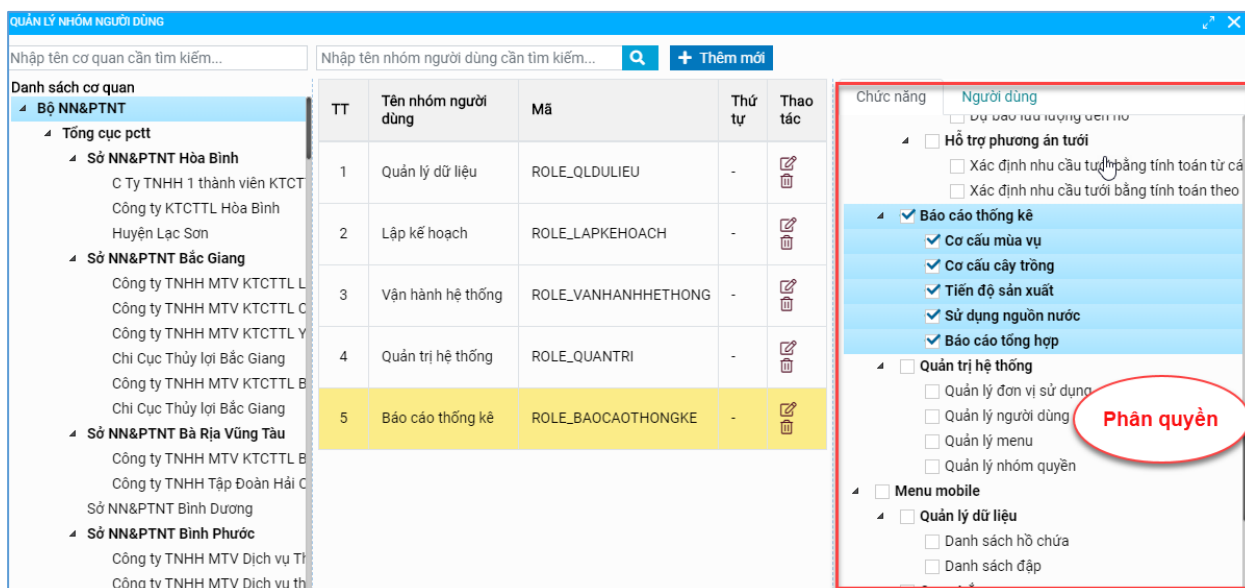 QUẢN LÝ NHÓM NGƯỜI DÙNG
Nhập tên cơ quan cần tìm kiếm...
Nhập tên nhóm người dùng cần tìm kiếm...
Thêm mới
Danh sách cơ quan
Bộ NN&PTNT
Tổng cục pctt
Sở NN&PTNT Hòa Bình
C Ty TNHH 1 thành viên KTCT
Công ty KTCTTL Hòa Bình
Huyện Lạc Sơn
Sở NN&PTNT Bắc Giang
Công ty TNHH MTV KTCTTL L
Công ty TNHH MTV KTCTTL C
Công ty TNHH MTV KTCTTL Y
Chi Cục Thủy lợi Bắc Giang
Công ty TNHH MTV KTCTTL B
Chi Cục Thủy lợi Bắc Giang
Sở NN&PTNT Bà Rịa Vũng Tàu
Công ty TNHH MTV KTCTTL B
Công ty TNHH Tập Đoàn Hải C
Sở NN&PTNT Bình Dương
Sở NN&PTNT Bình Phước
Công ty TNHH MTV Dịch vụ Th
Công ty TNHH MTV Dịch vụ th
TT Tên nhóm người dùng Mã Thứ tự Thao tác
1 Quản lý dữ liệu ROLE_QLDULIEU -
2 Lập kế hoạch ROLE_LAPKEHOACH -
3 Vận hành hệ thống ROLE_VANHANHHETHONG -
4 Quản trị hệ thống ROLE_QUANTRI -
5 Báo cáo thống kê ROLE_BAOCAOTHONGKE -
Chức năng Người dùng
Dự báo lưu lượng đến hồ
Hỗ trợ phương án tưới
Xác định nhu cầu tưới bằng tính toán từ cá
Xác định nhu cầu tưới bằng tính toán theo
Báo cáo thống kê
Cơ cấu mùa vụ
Cơ cấu cây trồng
Tiến độ sản xuất
Sử dụng nguồn nước
Báo cáo tổng hợp
Quản trị hệ thống
Quản lý đơn vị sử dụng
Quản lý người dùng
Quản lý menu
Quản lý nhóm quyền
Menu mobile
Quản lý dữ liệu
Danh sách hồ chứa
Danh sách đập
Phân quyền